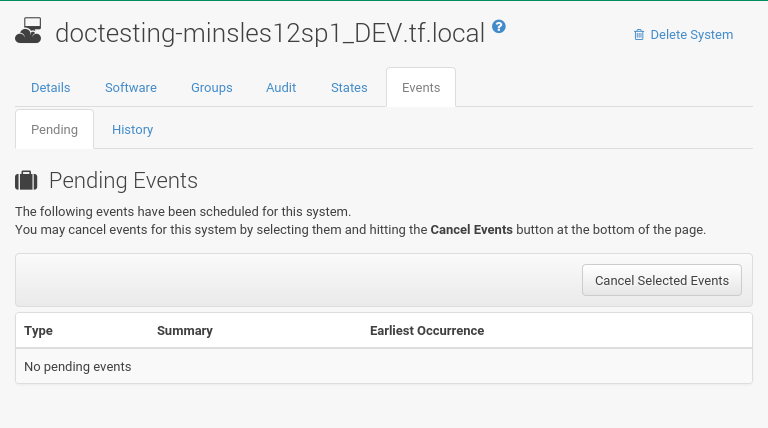 doctesting-minsles12sp1_DEV.tf.local ?
Delete System
Details Software Groups Audit States Events
Pending History
Pending Events
The following events have been scheduled for this system.
You may cancel events for this system by selecting them and hitting the Cancel Events button at the bottom of the page.
Cancel Selected Events
Type Summary Earliest Occurrence
No pending events